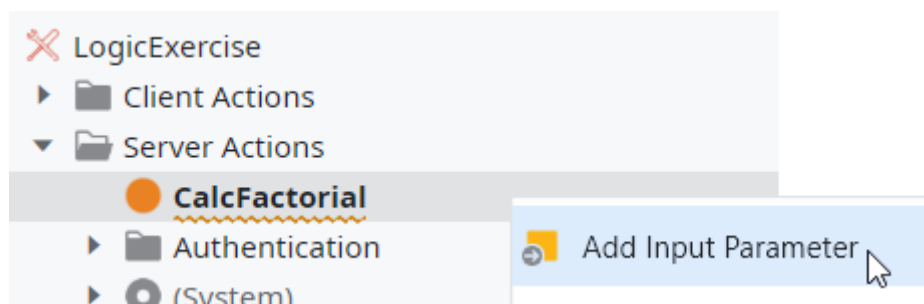 LogicExercise
Client Actions
Server Actions
CalcFactorial
Authentication
Add Input Parameter
(System)